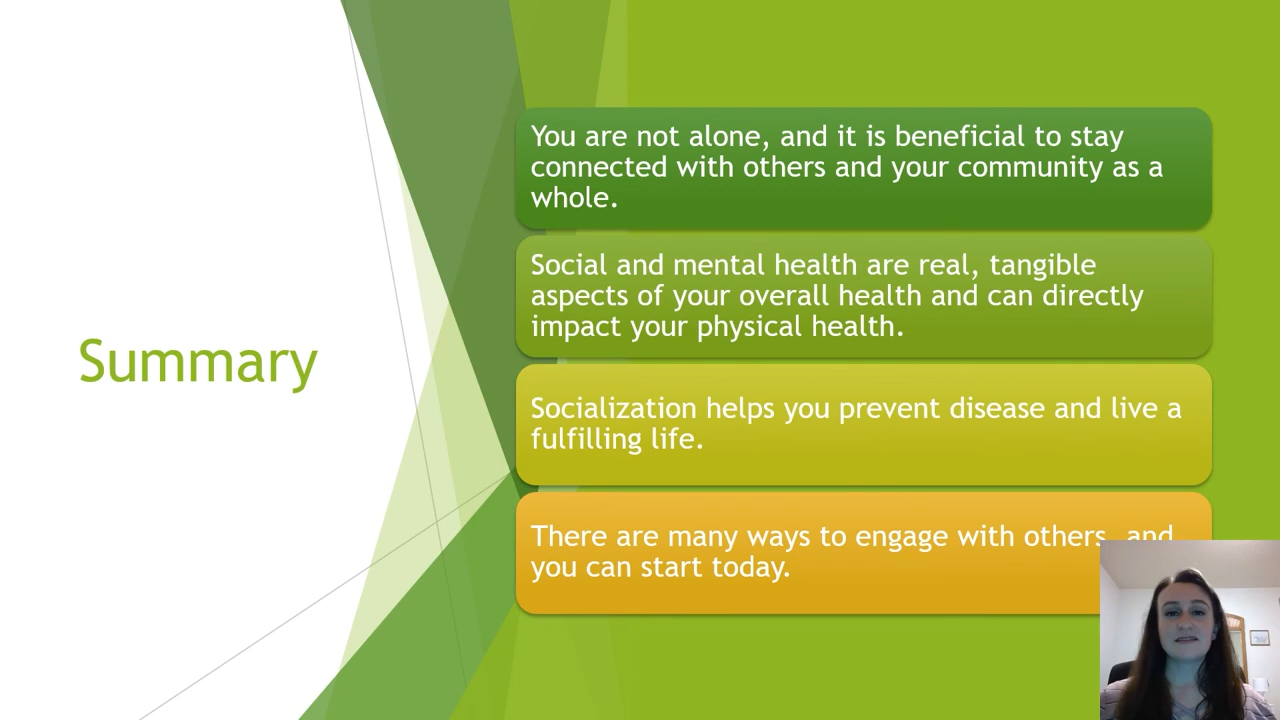 Summary
You are not alone, and it is beneficial to stay
connected with others and your community as a
whole.
Social and mental health are real, tangible
aspects of your overall health and can directly
impact your physical health.
Socialization helps you prevent disease and live a
fulfilling life.
There are many ways to engage with others, and
you can start today.